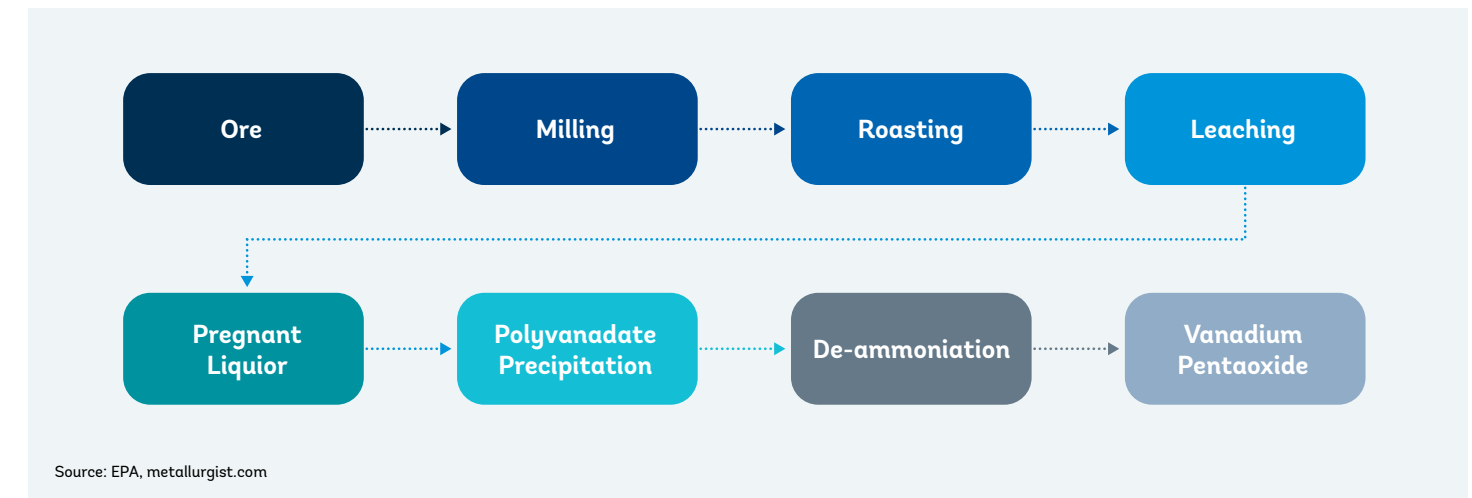 Ore
Milling
Roasting
Leaching
Pregnant
Liquior
Polyvanadate
Precipitation
De-ammoniation
Vanadium
Pentaoxide
Source: EPA, metallurgist.com